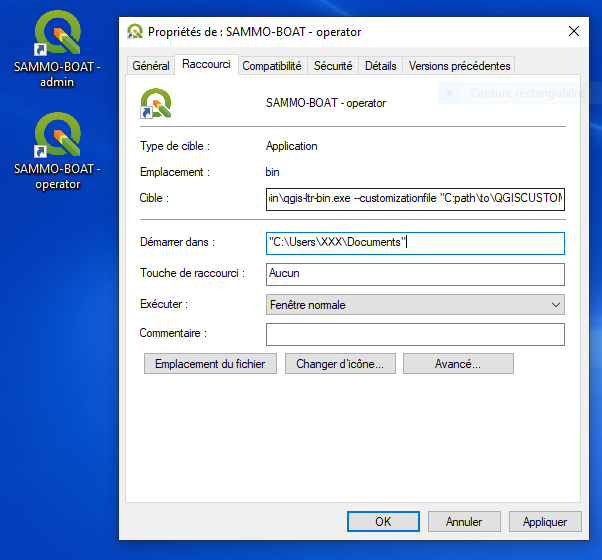 SAMMO-BOAT -
admin
SAMMO-BOAT -
operator
Propriétés de : SAMMO-BOAT - operator
Général Raccourci Compatibilité Sécurité Détails Versions précédentes
Capture rectangulaire
SAMMO-BOAT - operator
Type de cible : Application
Emplacement : bin
Cible : in\qgis-ltr-bin.exe --customizationfile "C:path\to\QGISCUSTOM
Démarrer dans : "C:\Users\XXX\Documents"
Touche de raccourci : Aucun
Exécuter : Fenêtre normale
Commentaire :
Emplacement du fichier Changer d'icône... Avancé...
OK Annuler Appliquer